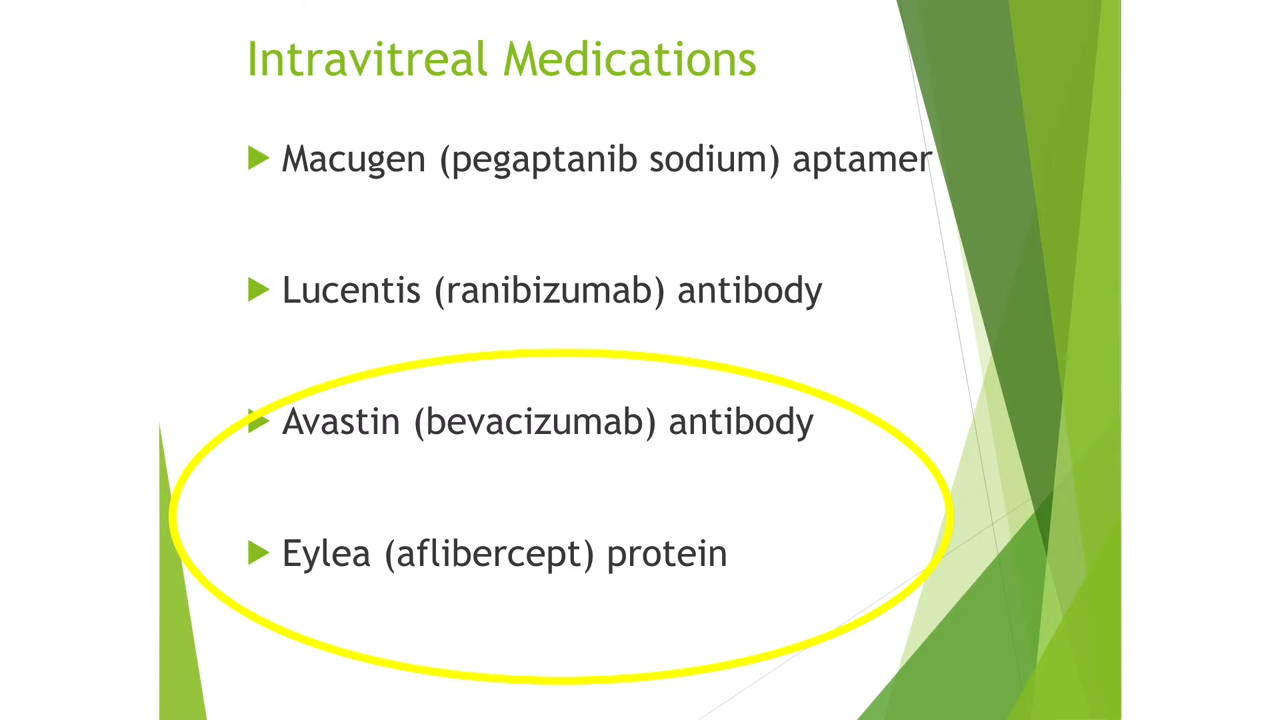 Intravitreal Medications
Macugen (pegaptanib sodium) aptamer
Lucentis (ranibizumab) antibody
Avastin (bevacizumab) antibody
Eylea (aflibercept) protein